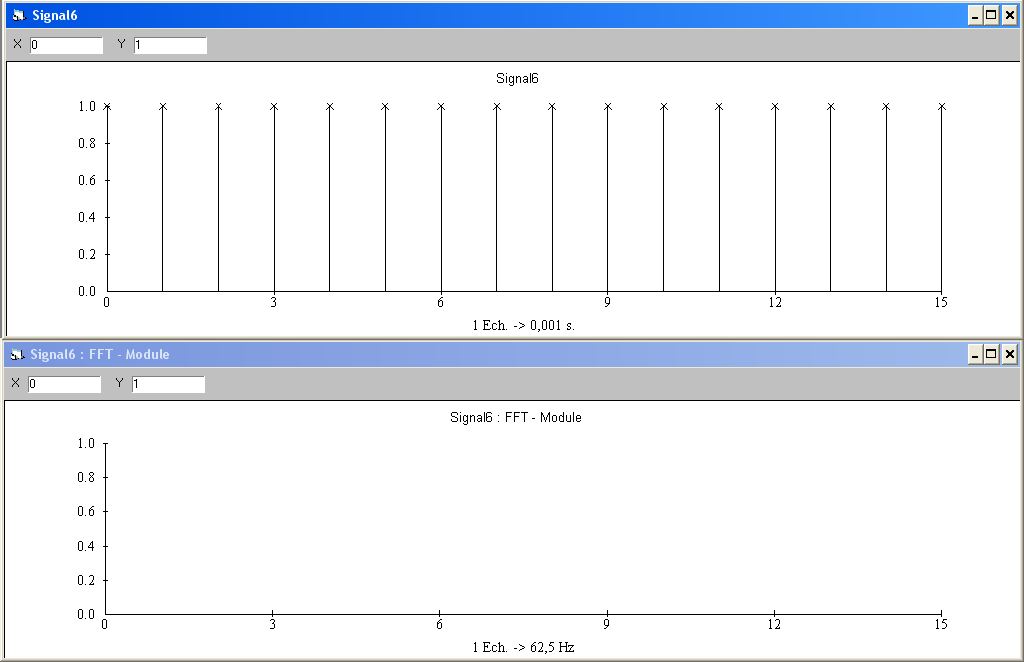 Signal6
X 0 Y 1
Signal6
1.0
0.8
0.6
0.4
0.2
0.0
0 3 6 9 12 15
1 Ech. -> 0,001 s.
Signal6 : FFT - Module
X 0 Y 1
Signal6 : FFT - Module
1.0
0.8
0.6
0.4
0.2
0.0
0 3 6 9 12 15
1 Ech. -> 62,5 Hz